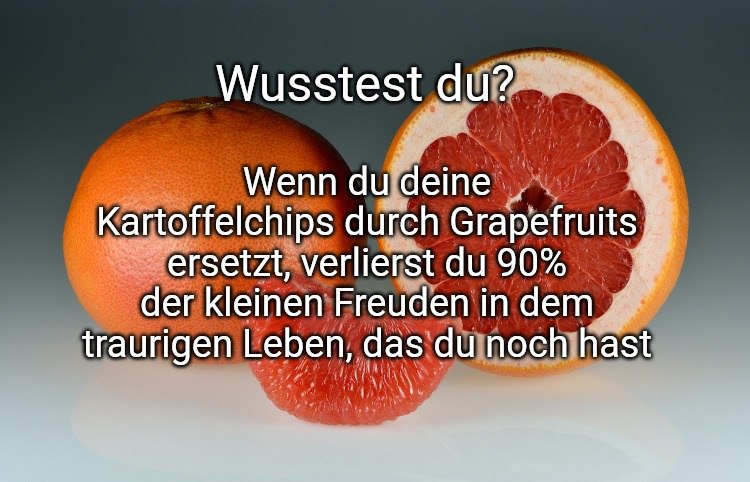 Wusstest du?
Wenn du deine
Kartoffelchips durch Grapefruits
ersetzt, verlierst du 90%
der kleinen Freuden in dem
traurigen Leben, das du noch hast